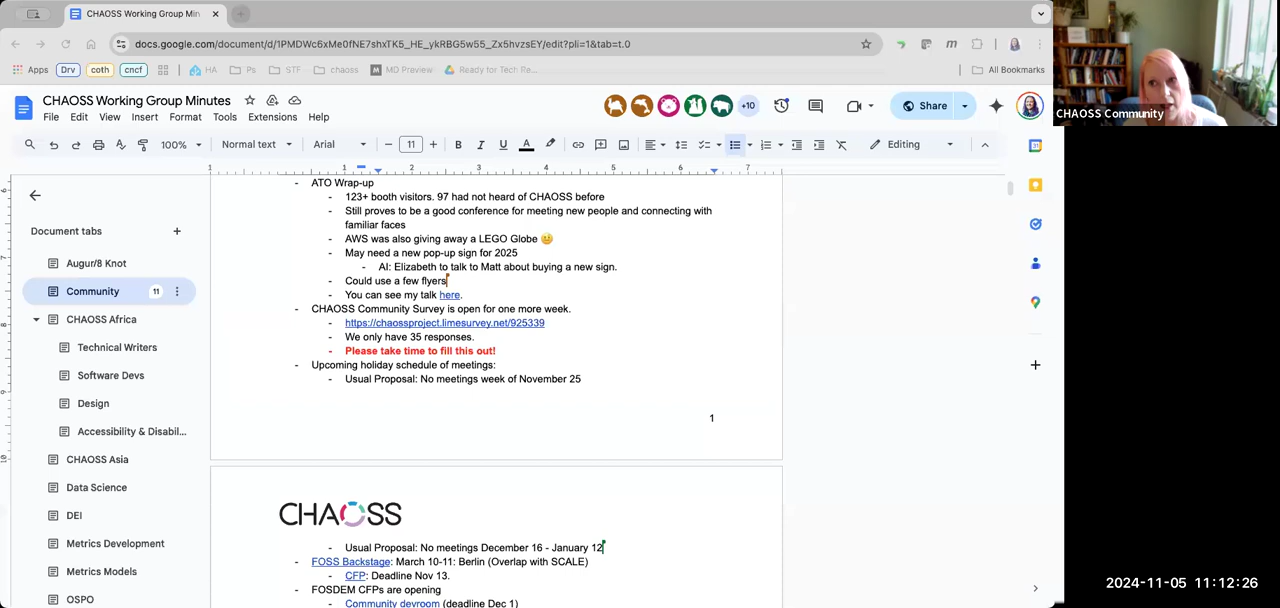 CHAOSS Working Group Min
docs.google.com/document/d/1PMDWc6xMe0fNE7shxTK5_HE_ykRBG5w55_Zx5hvzsEY/edit?pli=1&tab=t.0
Apps Drv coth cncf HA Ps STF chaoss MD Preview Ready for Tech Re... All Bookmarks
CHAOSS Working Group Minutes
File Edit View Insert Format Tools Extensions Help
+10
Share
100% Normal text Arial 11 Editing
1 1 2 3 4 5 6 7
Document tabs
Augur/8 Knot
Community 11
CHAOSS Africa
Technical Writers
Software Devs
Design
Accessibility & Disabil...
CHAOSS Asia
Data Science
DEI
Metrics Development
Metrics Models
OSPO
- ATO Wrap-up
- 123+ booth visitors. 97 had not heard of CHAOSS before
- Still proves to be a good conference for meeting new people and connecting with
familiar faces
- AWS was also giving away a LEGO Globe
- May need a new pop-up sign for 2025
- AI: Elizabeth to talk to Matt about buying a new sign.
- Could use a few flyers
- You can see my talk here.
- CHAOSS Community Survey is open for one more week.
- https://chaossproject.limesurvey.net/925339
- We only have 35 responses.
- Please take time to fill this out!
- Upcoming holiday schedule of meetings:
- Usual Proposal: No meetings week of November 25
1
CHAOSS
- Usual Proposal: No meetings December 16 - January 12
- FOSS Backstage: March 10-11: Berlin (Overlap with SCALE)
- CFP: Deadline Nov 13.
- FOSDEM CFPs are opening
- Community devroom (deadline Dec 1)
CHAOSS Community
2024-11-05 11:12:26